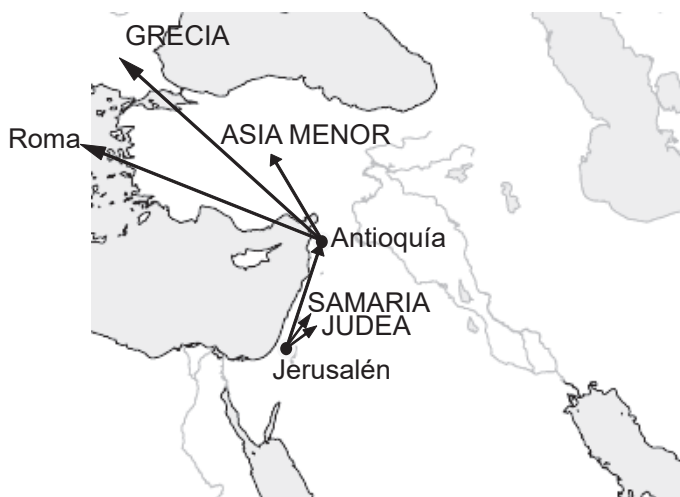 GRECIA
Roma
ASIA MENOR
Antioquía
SAMARIA
JUDEA
Jerusalén